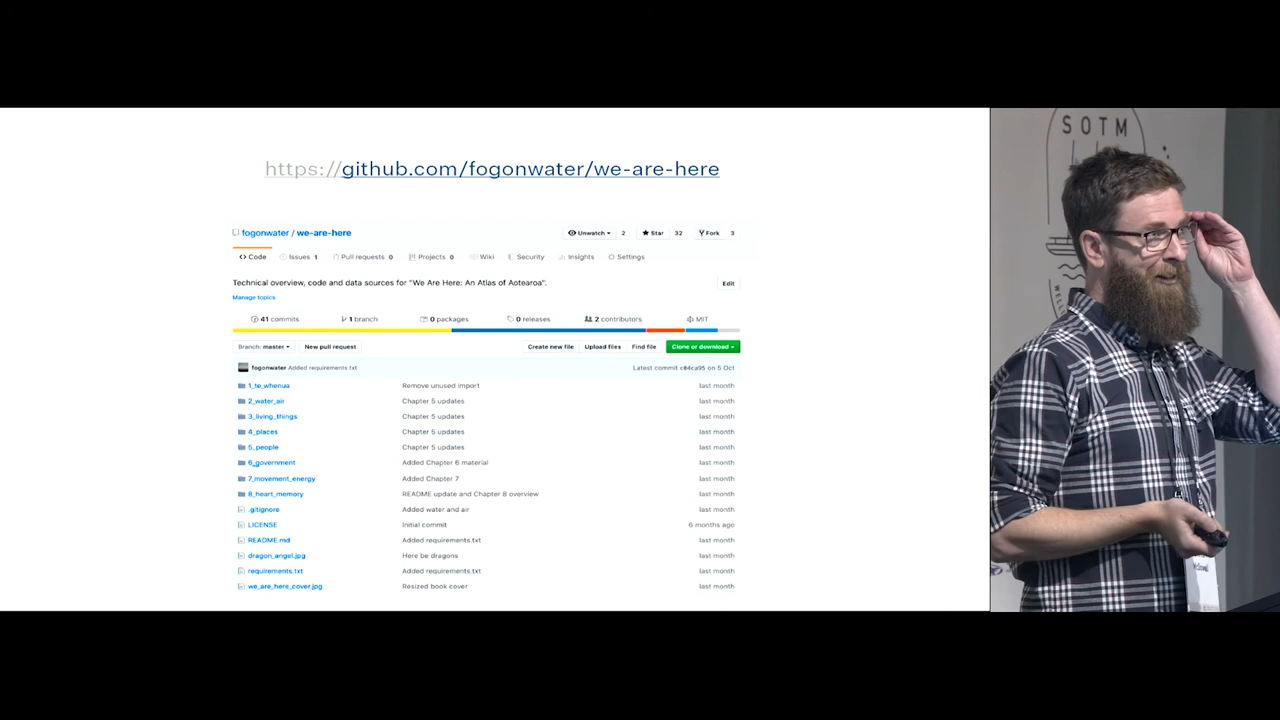 https://github.com/fogonwater/we-are-here
fogonwater / we-are-here
Unwatch 2 Star 32 Fork 3
Code Issues 1 Pull requests 0 Projects 0 Wiki Security Insights Settings
Technical overview, code and data sources for "We Are Here: An Atlas of Aotearoa".
Edit
Manage topics
41 commits 1 branch 0 packages 0 releases 2 contributors MIT
Branch: master New pull request Create new file Upload files Find file Clone or download
fogonwater Added requirements.txt Latest commit c84ca95 on 5 Oct
1_te_whenua Remove unused import last month
2_water_air Chapter 5 updates last month
3_living_things Chapter 5 updates last month
4_places Chapter 5 updates last month
5_people Chapter 5 updates last month
6_government Added Chapter 6 material last month
7_movement_energy Added Chapter 7 last month
8_heart_memory README update and Chapter 8 overview last month
.gitignore Added water and air last month
LICENSE Initial commit 6 months ago
README.md Added requirements.txt last month
dragon_angel.jpg Here be dragons last month
requirements.txt Added requirements.txt last month
we_are_here_cover.jpg Resized book cover last month
SOTM